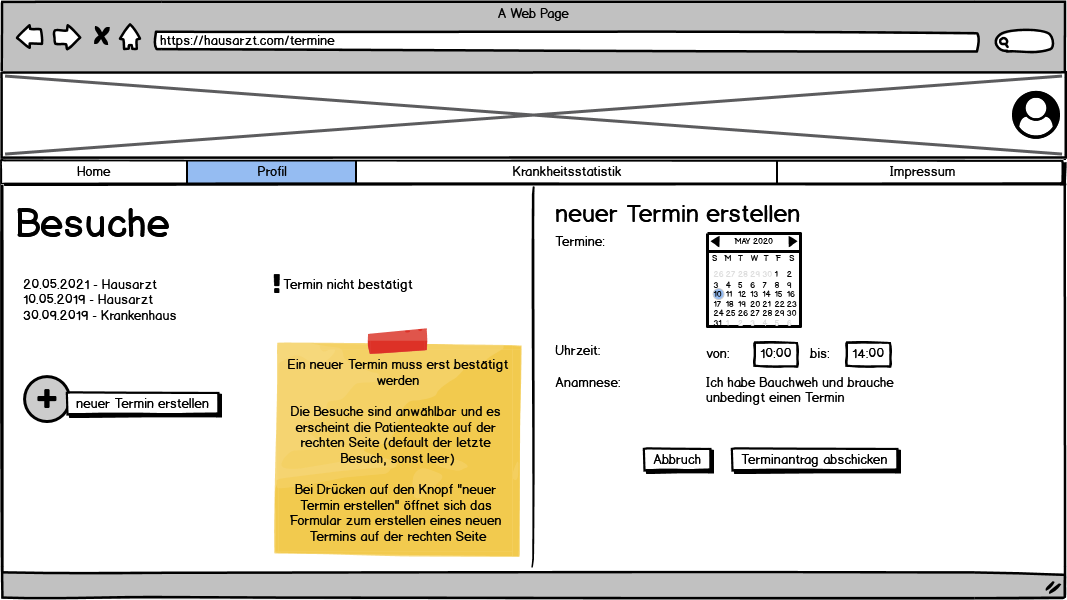 A Web Page
https://hausarzt.com/termine
Home
Profil
Krankheitsstatistik
Impressum
Besuche
20.05.2021 - Hausarzt
10.05.2019 - Hausarzt
30.09.2019 - Krankenhaus
Termin nicht bestätigt
neuer Termin erstellen
Ein neuer Termin muss erst bestätigt
werden
Die Besuche sind anwählbar und es
erscheint die Patienteakte auf der
rechten Seite (default der letzte
Besuch, sonst leer)
Bei Drücken auf den Knopf "neuer
Termin erstellen" öffnet sich das
Formular zum erstellen eines neuen
Termins auf der rechten Seite
neuer Termin erstellen
Termine:
MAY 2020
S M T W T F S
26 27 28 29 30 1 2
3 4 5 6 7 8 9
10 11 12 13 14 15 16
17 18 19 20 21 22 23
24 25 26 27 28 29 30
31
Uhrzeit:
von: 10:00 bis: 14:00
Anamnese:
Ich habe Bauchweh und brauche
unbedingt einen Termin
Abbruch
Terminantrag abschicken